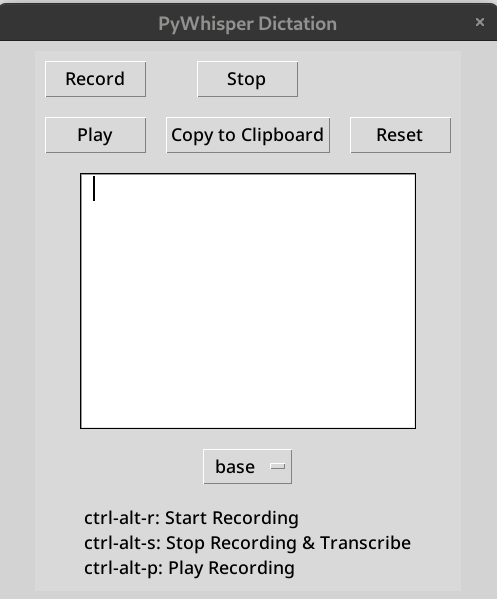 PyWhisper Dictation ×
Record Stop
Play Copy to Clipboard Reset
base
ctrl-alt-r: Start Recording
ctrl-alt-s: Stop Recording & Transcribe
ctrl-alt-p: Play Recording